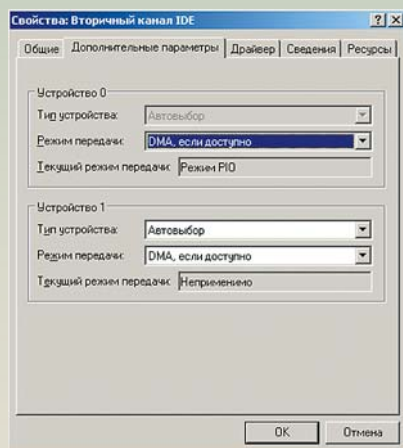 Свойства: Вторичный канал IDE
Общие Дополнительные параметры Драйвер Сведения Ресурсы
Устройство 0
Тип устройства: Автовыбор
Режим передачи: DMA, если доступно
Текущий режим передачи: Режим PIO
Устройство 1
Тип устройства: Автовыбор
Режим передачи: DMA, если доступно
Текущий режим передачи: Неприменимо
OK Отмена